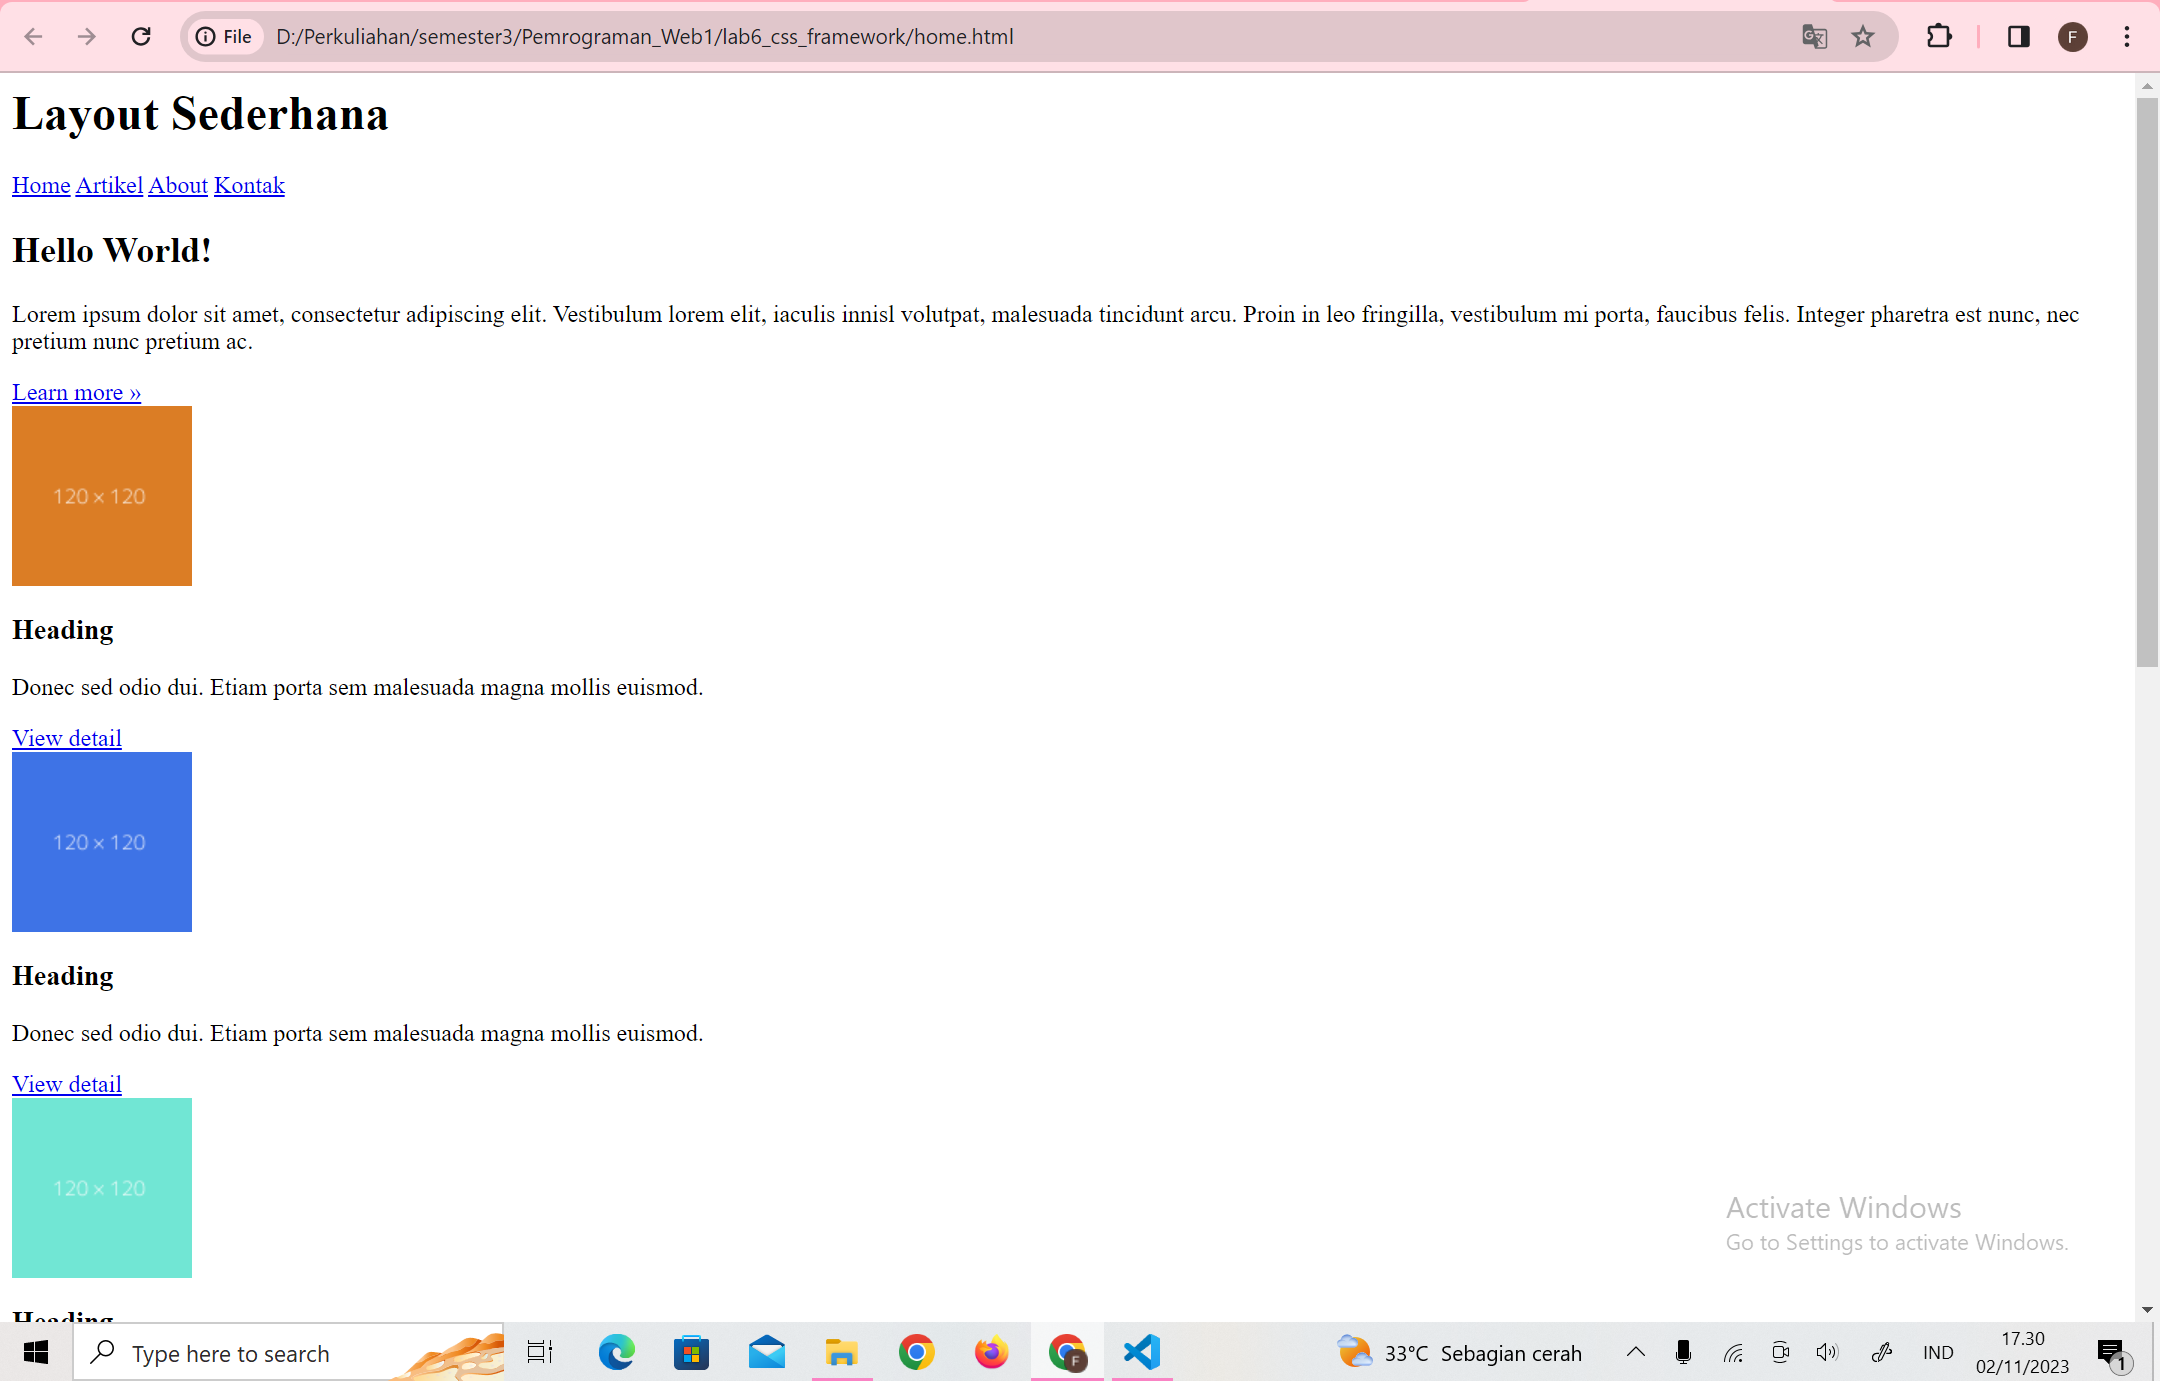 File D:/Perkuliahan/semester3/Pemrograman_Web1/lab6_css_framework/home.html F
Layout Sederhana
Home Artikel About Kontak
Hello World!
Lorem ipsum dolor sit amet, consectetur adipiscing elit. Vestibulum lorem elit, iaculis innisl volutpat, malesuada tincidunt arcu. Proin in leo fringilla, vestibulum mi porta, faucibus felis. Integer pharetra est nunc, nec
pretium nunc pretium ac.
Learn more »
120 × 120
Heading
Donec sed odio dui. Etiam porta sem malesuada magna mollis euismod.
View detail
120 × 120
Heading
Donec sed odio dui. Etiam porta sem malesuada magna mollis euismod.
View detail
120 × 120
Activate Windows
Go to Settings to activate Windows.
Heading
Type here to search F 33°C Sebagian cerah IND 17.30
02/11/2023 1